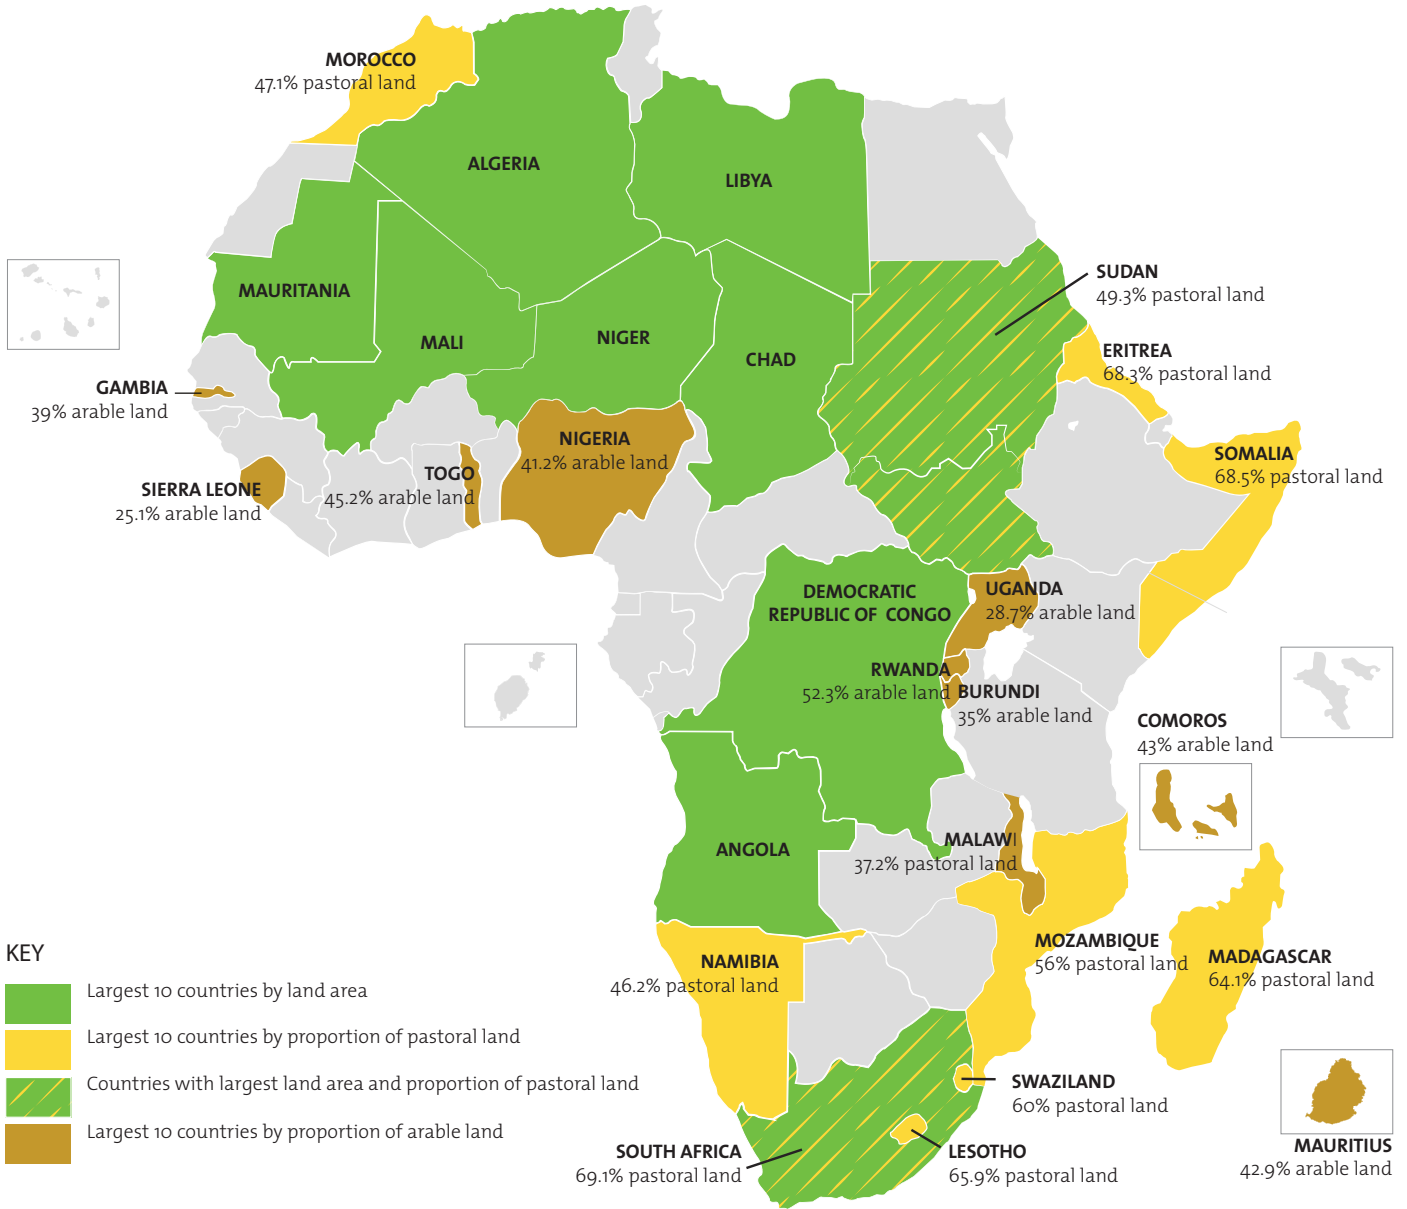 MOROCCO
47.1% pastoral land
ALGERIA
LIBYA
MAURITANIA
MALI
NIGER
CHAD
SUDAN
49.3% pastoral land
ERITREA
68.3% pastoral land
GAMBIA
39% arable land
NIGERIA
41.2% arable land
SOMALIA
68.5% pastoral land
TOGO
45.2% arable land
SIERRA LEONE
25.1% arable land
DEMOCRATIC
REPUBLIC OF CONGO
UGANDA
28.7% arable land
RWANDA
52.3% arable land
BURUNDI
35% arable land
COMOROS
43% arable land
ANGOLA
MALAWI
37.2% pastoral land
MOZAMBIQUE
56% pastoral land
MADAGASCAR
64.1% pastoral land
NAMIBIA
46.2% pastoral land
KEY
Largest 10 countries by land area
Largest 10 countries by proportion of pastoral land
Countries with largest land area and proportion of pastoral land
Largest 10 countries by proportion of arable land
SWAZILAND
60% pastoral land
SOUTH AFRICA
69.1% pastoral land
LESOTHO
65.9% pastoral land
MAURITIUS
42.9% arable land